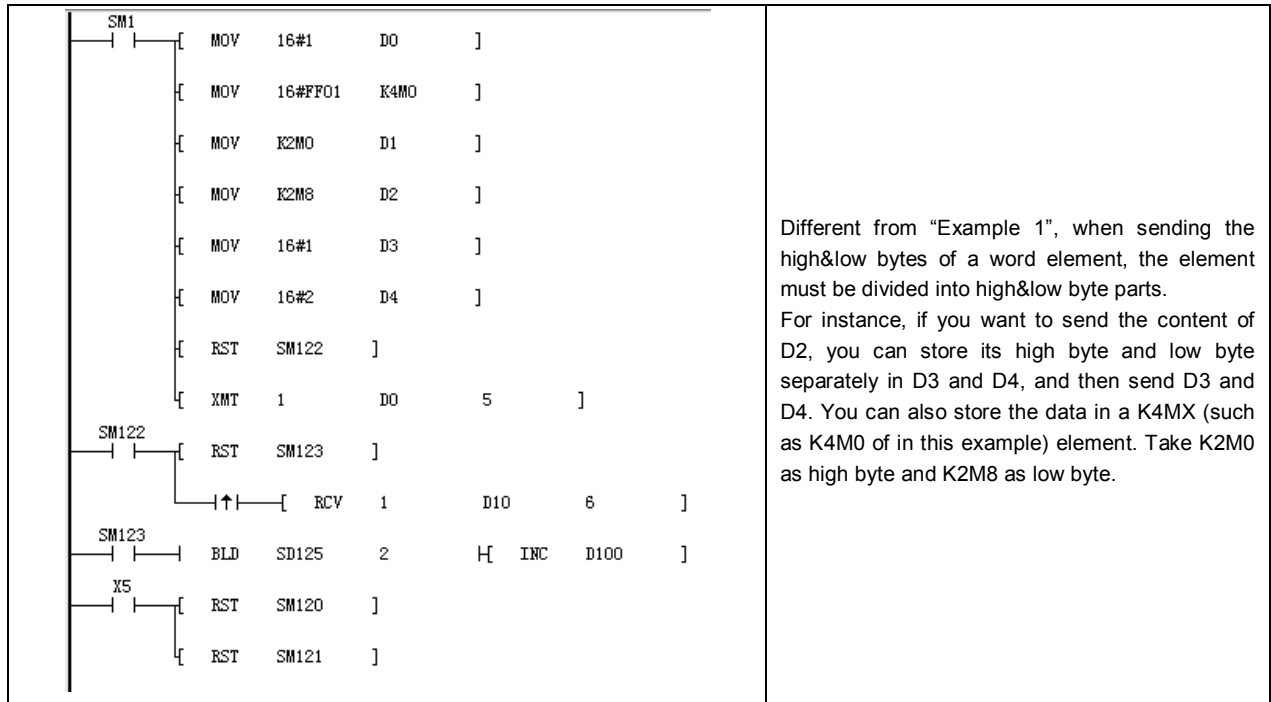 SM1
MOV 16#1 D0 ]
MOV 16#FF01 K4M0 ]
MOV K2M0 D1 ]
MOV K2M8 D2 ]
MOV 16#1 D3 ]
MOV 16#2 D4 ]
RST SM122 ]
XMT 1 D0 5 ]
SM122
RST SM123 ]
RCV 1 D10 6 ]
SM123
BLD SD125 2 [ INC D100 ]
X5
RST SM120 ]
RST SM121 ]
Different from “Example 1”, when sending the
high&low bytes of a word element, the element
must be divided into high&low byte parts.
For instance, if you want to send the content of
D2, you can store its high byte and low byte
separately in D3 and D4, and then send D3 and
D4. You can also store the data in a K4MX (such
as K4M0 of in this example) element. Take K2M0
as high byte and K2M8 as low byte.